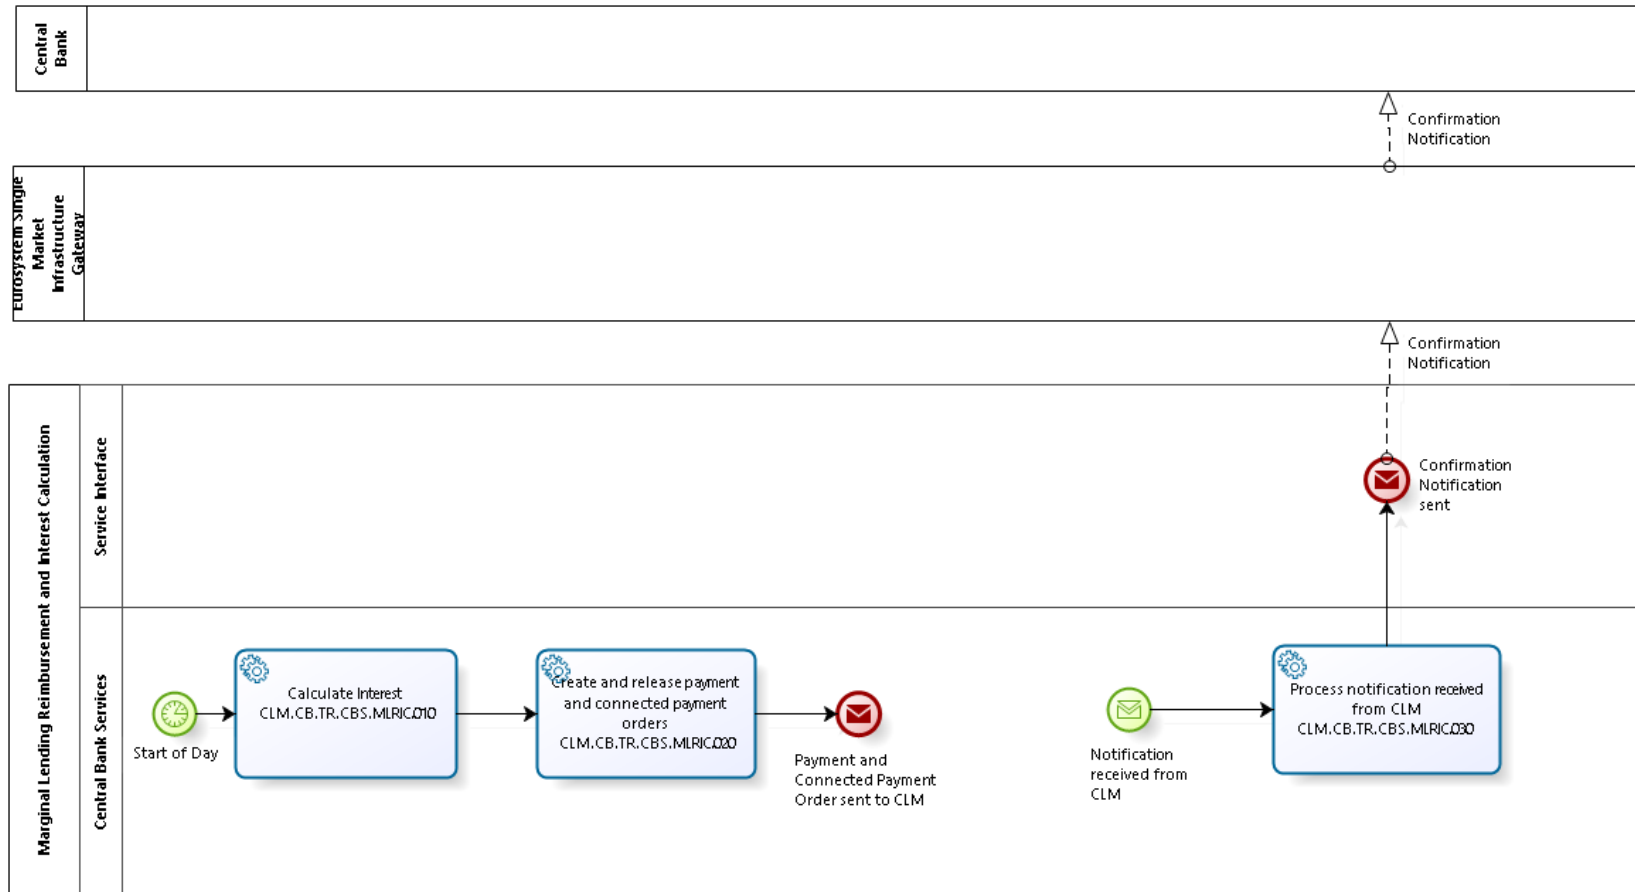 Central
Bank
Confirmation
Notification
Eurosystem Single
Market
Infrastructure
Gateway
Confirmation
Notification
Marginal Lending Reimbursement and Interest Calculation
Service Interface
Confirmation
Notification
sent
Central Bank Services
Start of Day
Calculate Interest
CLM.CB.TR.CBS.MLRIC.010
Create and release payment
and connected payment
orders
CLM.CB.TR.CBS.MLRIC.020
Payment and
Connected Payment
Order sent to CLM
Notification
received from
CLM
Process notification received
from CLM
CLM.CB.TR.CBS.MLRIC.030